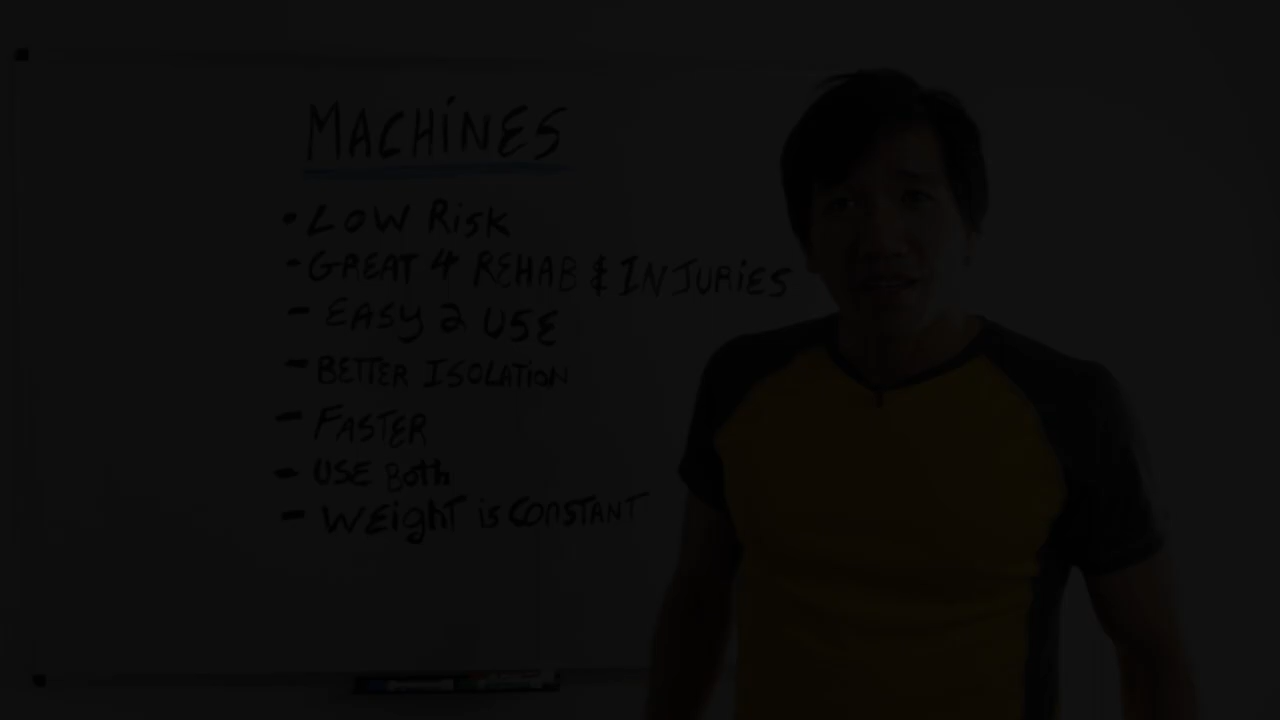 MACHiNES
• LOW RiSK
- GREAT 4 REHAB & INJURiES
- EASY 2 USE
- BETTER ISOLATiON
- FASTER
- USE Both
- WEighT is CONSTANT